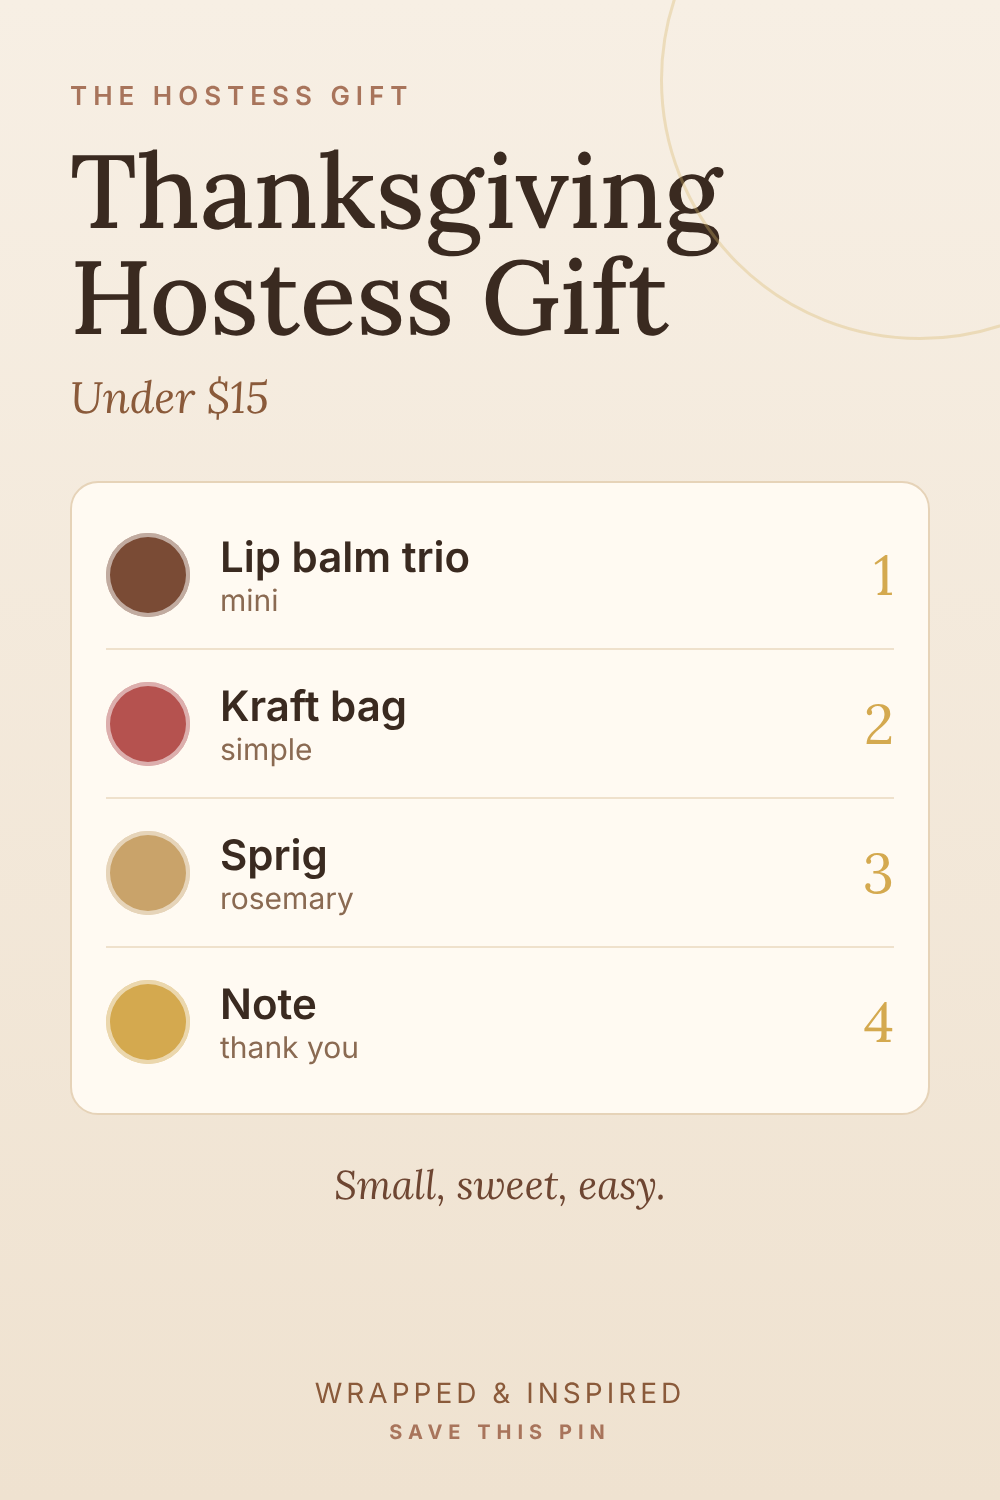 THE HOSTESS GIFT
Thanksgiving
Hostess Gift
Under $15
Lip balm trio
mini
1
Kraft bag
simple
2
Sprig
rosemary
3
Note
thank you
4
Small, sweet, easy.
WRAPPED & INSPIRED
SAVE THIS PIN